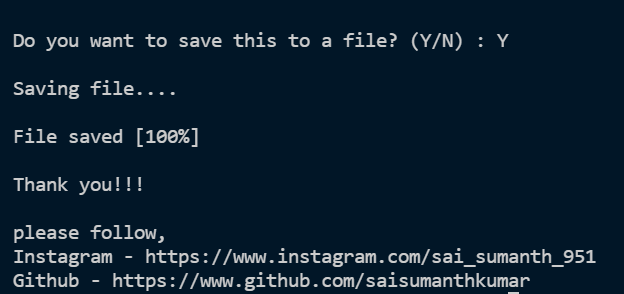 Do you want to save this to a file? (Y/N) : Y
Saving file....
File saved [100%]
Thank you!!!
please follow,
Instagram - https://www.instagram.com/sai_sumanth_951
Github - https://www.github.com/saisumanthkumar